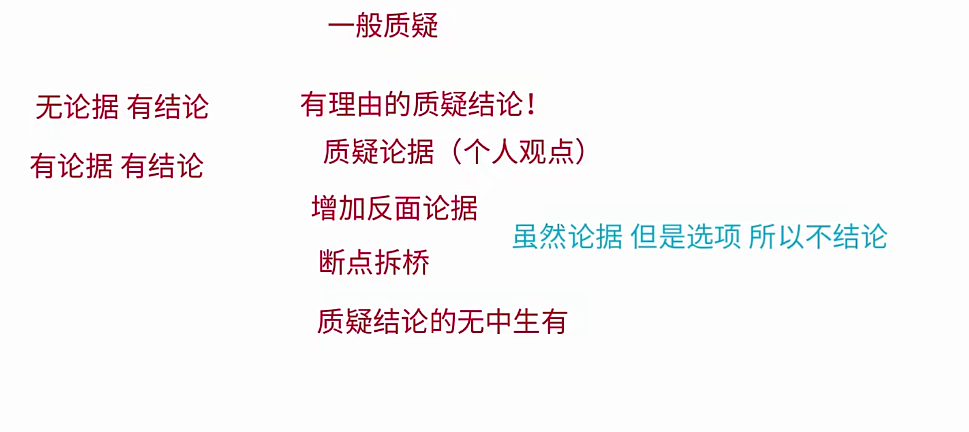 一般质疑
无论据 有结论
有理由的质疑结论！
质疑论据（个人观点）
有论据 有结论
增加反面论据
虽然论据 但是选项 所以不结论
断点拆桥
质疑结论的无中生有